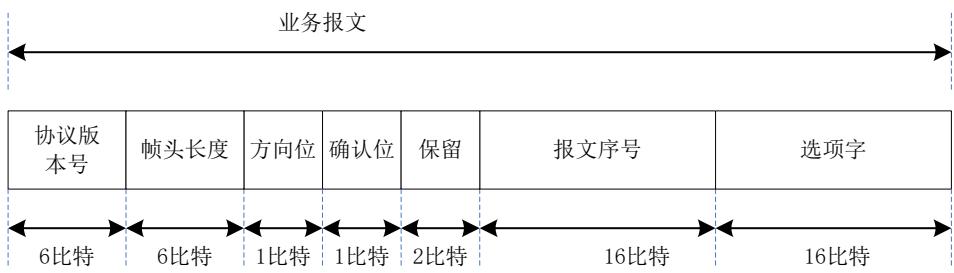 业务报文
协议版
本号
帧头长度
方向位
确认位
保留
报文序号
选项字
6比特
6比特
1比特
1比特
2比特
16比特
16比特